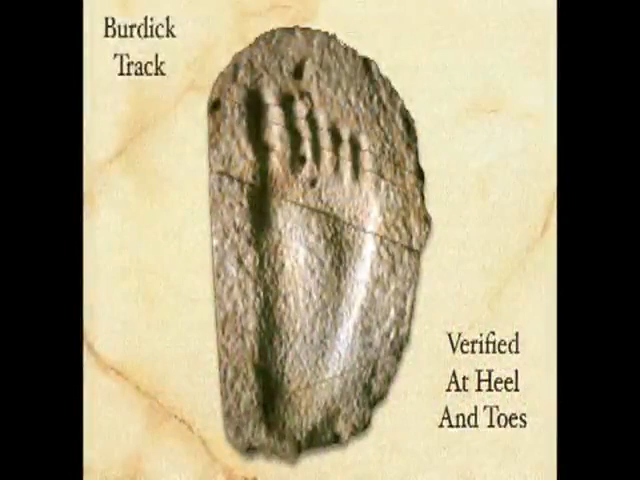 Burdick
Track
Verified
At Heel
And Toes